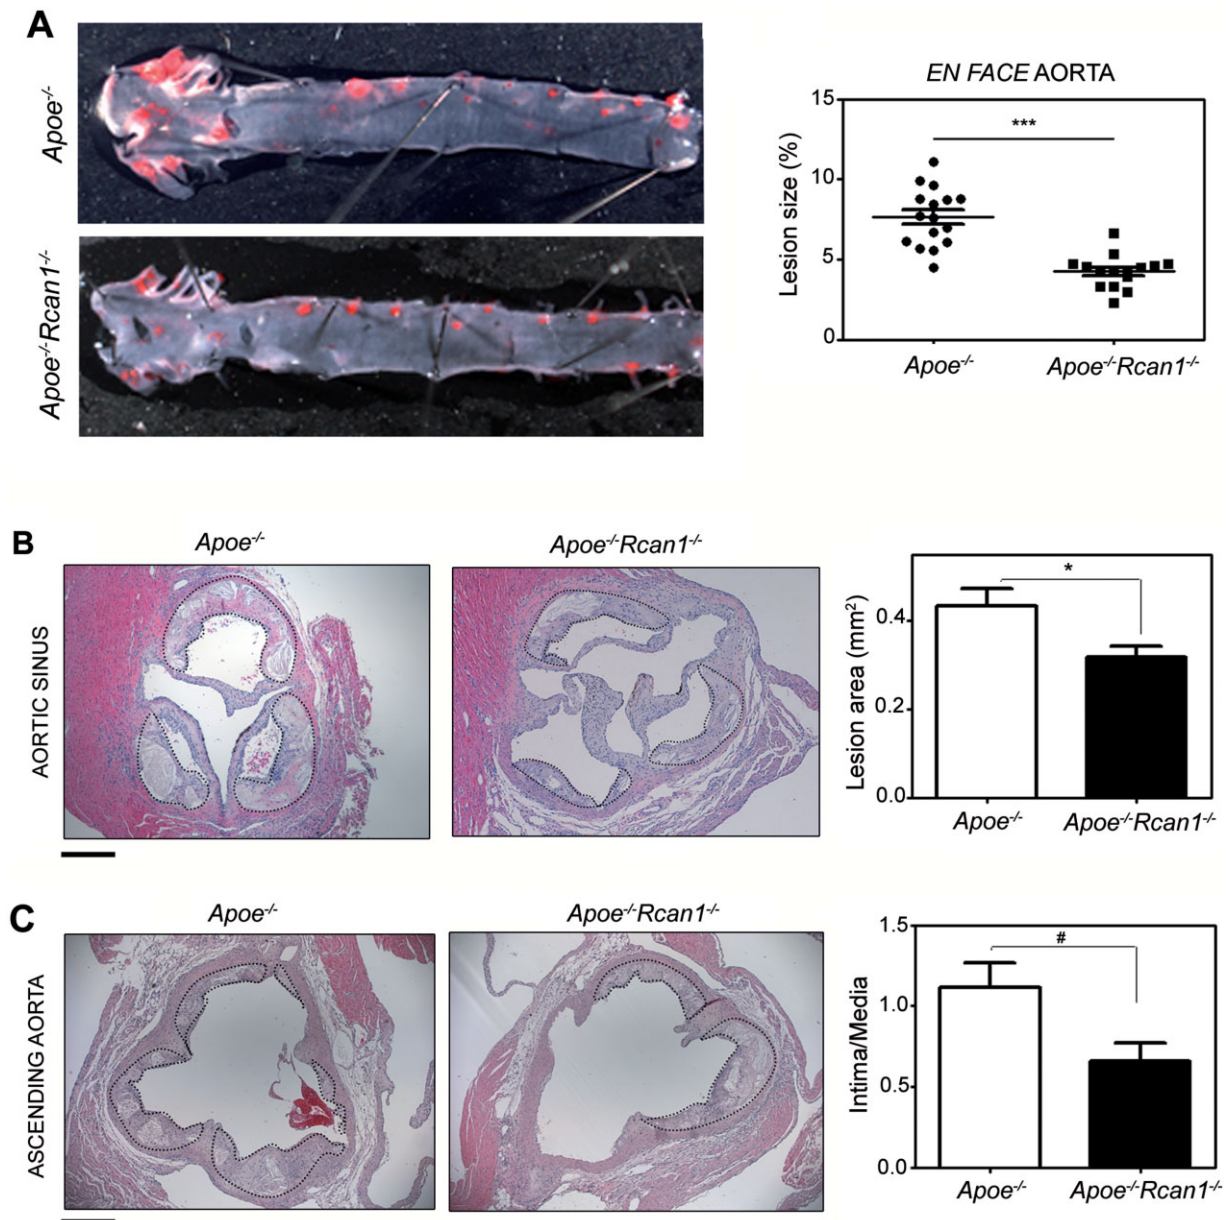 A
Apoe-/-
Apoe-/-Rcan1-/-
EN FACE AORTA
Lesion size (%)
15
10
5
0
***
Apoe-/-
Apoe-/-Rcan1-/-
B
AORTIC SINUS
Apoe-/-
Apoe-/-Rcan1-/-
Lesion area (mm²)
0.4
0.2
0.0
*
Apoe-/-
Apoe-/-Rcan1-/-
C
ASCENDING AORTA
Apoe-/-
Apoe-/-Rcan1-/-
Intima/Media
1.5
1.0
0.5
0.0
#
Apoe-/-
Apoe-/-Rcan1-/-